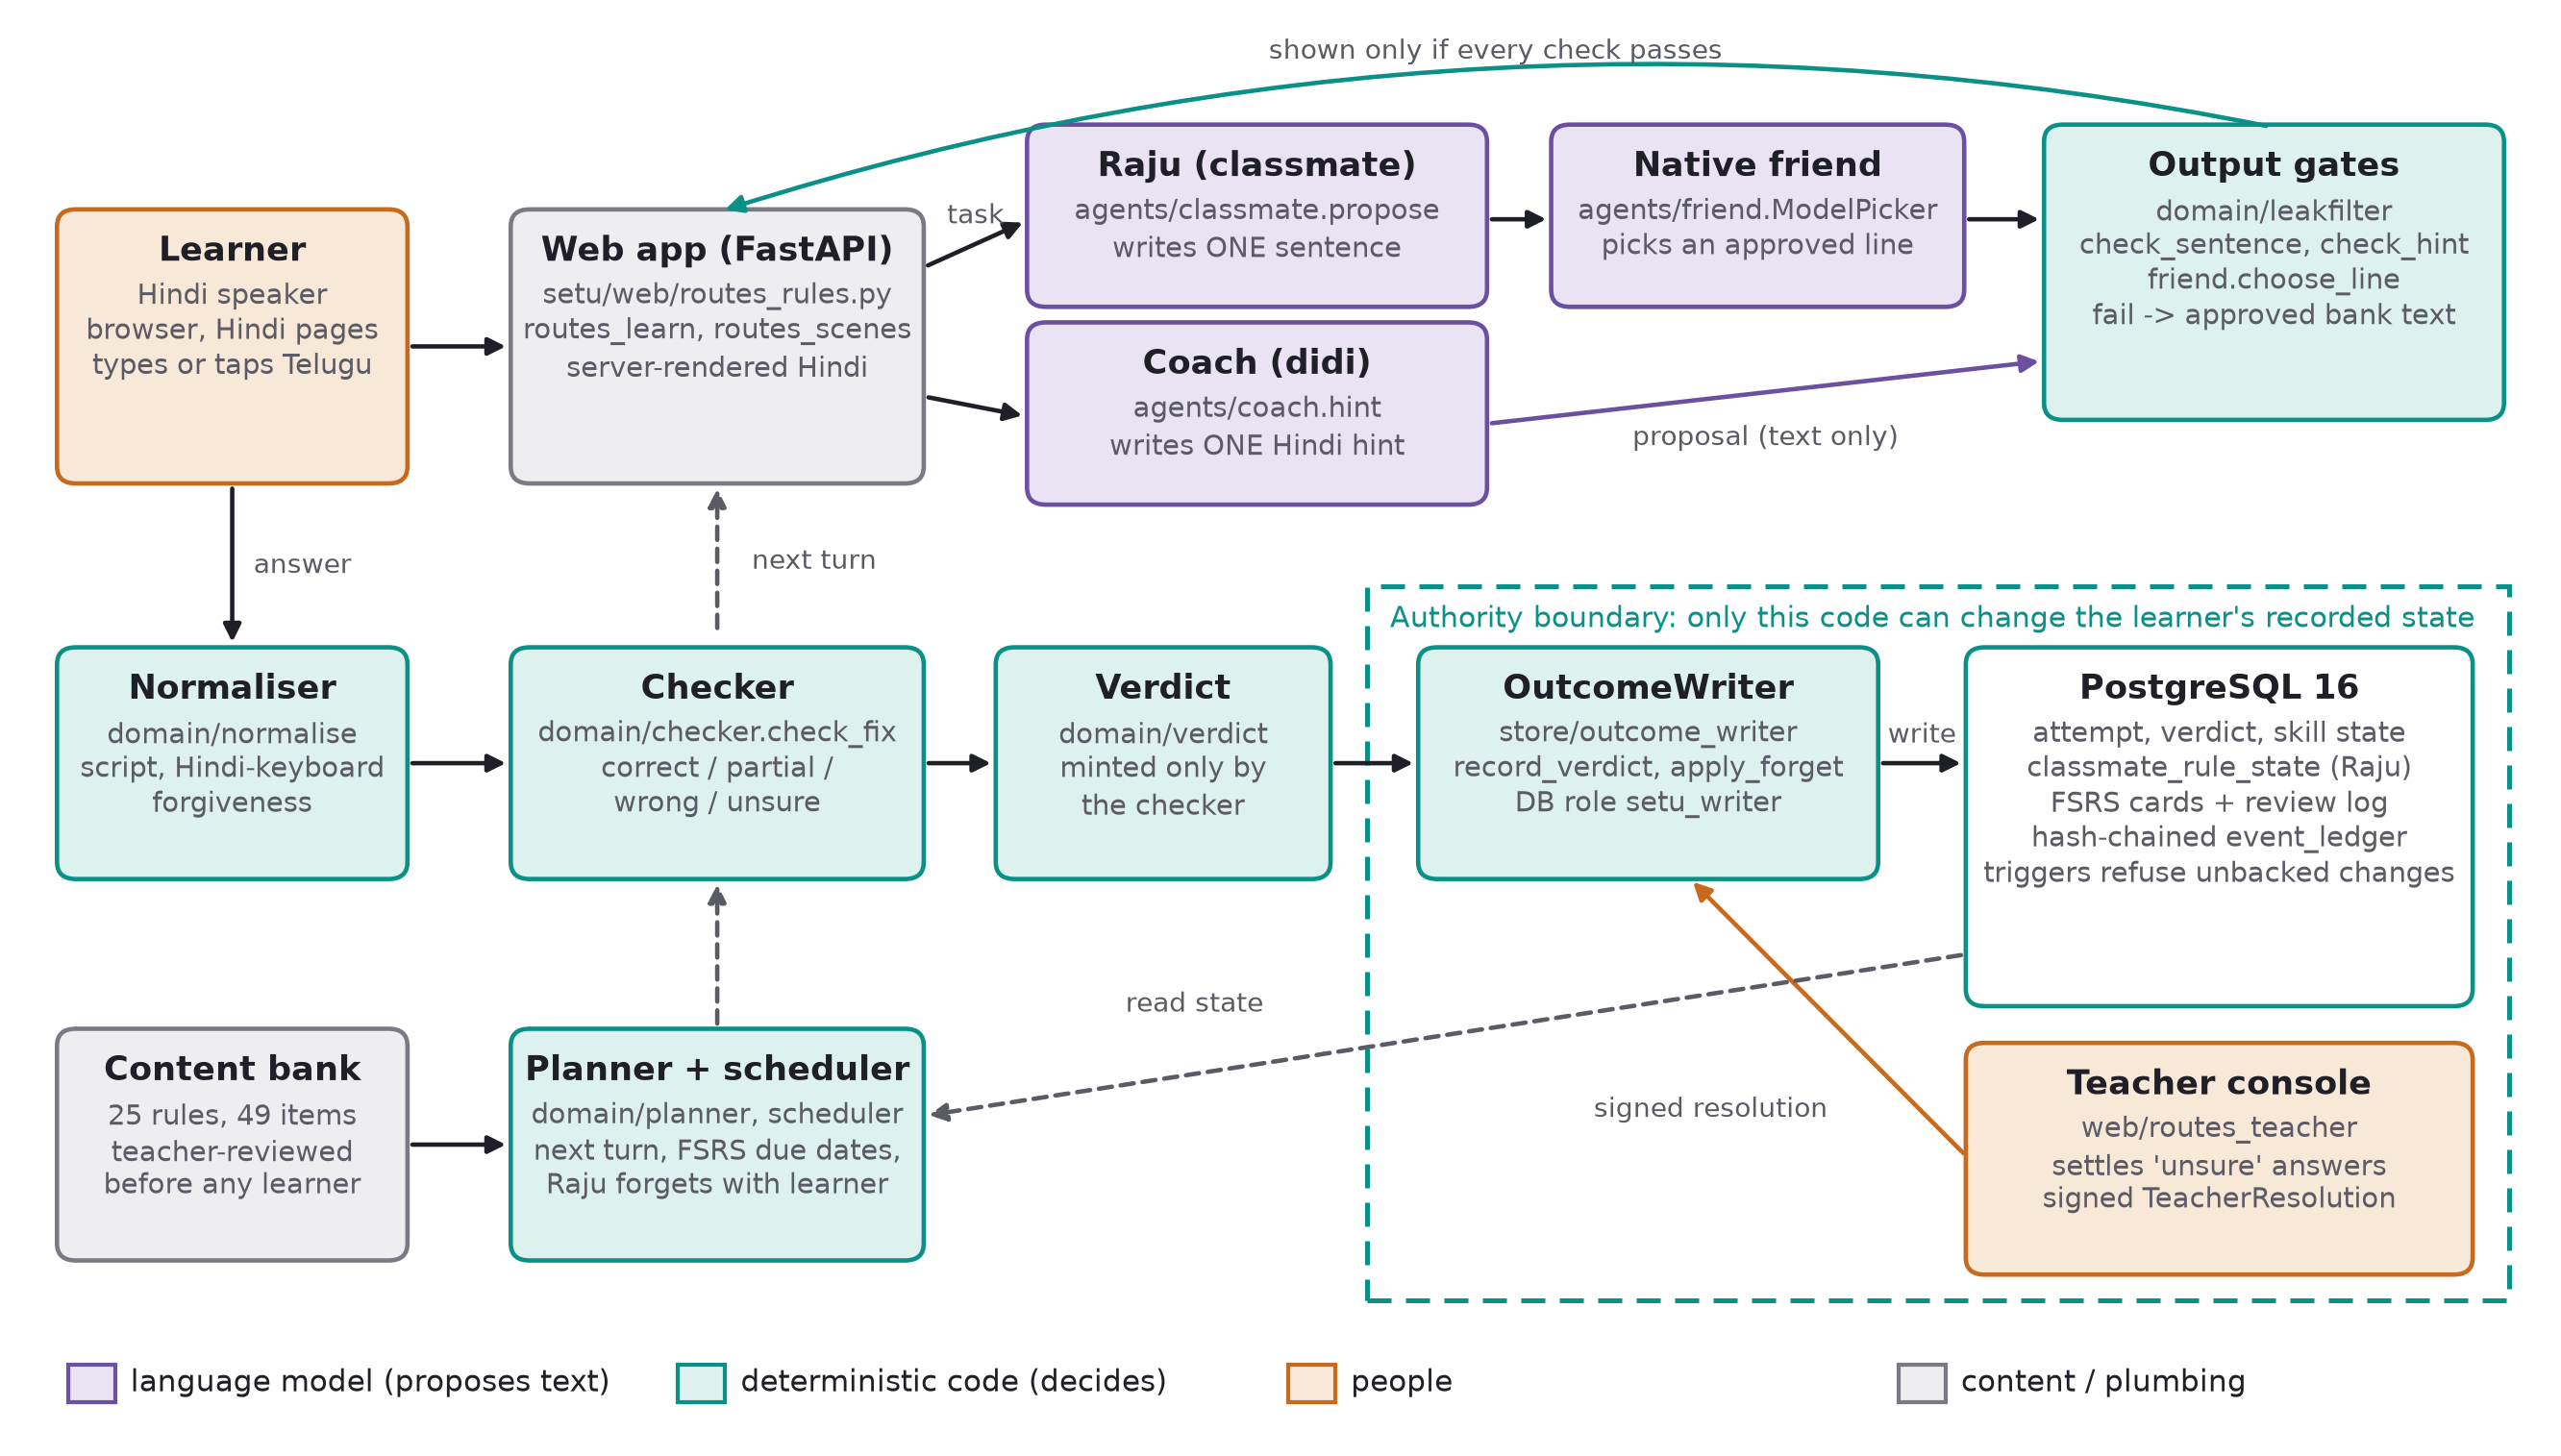 shown only if every check passes
Learner
Hindi speaker
browser, Hindi pages
types or taps Telugu
Web app (FastAPI)
setu/web/routes_rules.py
routes_learn, routes_scenes
server-rendered Hindi
task
Raju (classmate)
agents/classmate.propose
writes ONE sentence
Native friend
agents/friend.ModelPicker
picks an approved line
Output gates
domain/leakfilter
check_sentence, check_hint
friend.choose_line
fail -> approved bank text
Coach (didi)
agents/coach.hint
writes ONE Hindi hint
proposal (text only)
answer
next turn
Authority boundary: only this code can change the learner's recorded state
Normaliser
domain/normalise
script, Hindi-keyboard
forgiveness
Checker
domain/checker.check_fix
correct / partial /
wrong / unsure
Verdict
domain/verdict
minted only by
the checker
OutcomeWriter
store/outcome_writer
record_verdict, apply_forget
DB role setu_writer
write
PostgreSQL 16
attempt, verdict, skill state
classmate_rule_state (Raju)
FSRS cards + review log
hash-chained event_ledger
triggers refuse unbacked changes
read state
signed resolution
Content bank
25 rules, 49 items
teacher-reviewed
before any learner
Planner + scheduler
domain/planner, scheduler
next turn, FSRS due dates,
Raju forgets with learner
Teacher console
web/routes_teacher
settles 'unsure' answers
signed TeacherResolution
language model (proposes text)
deterministic code (decides)
people
content / plumbing